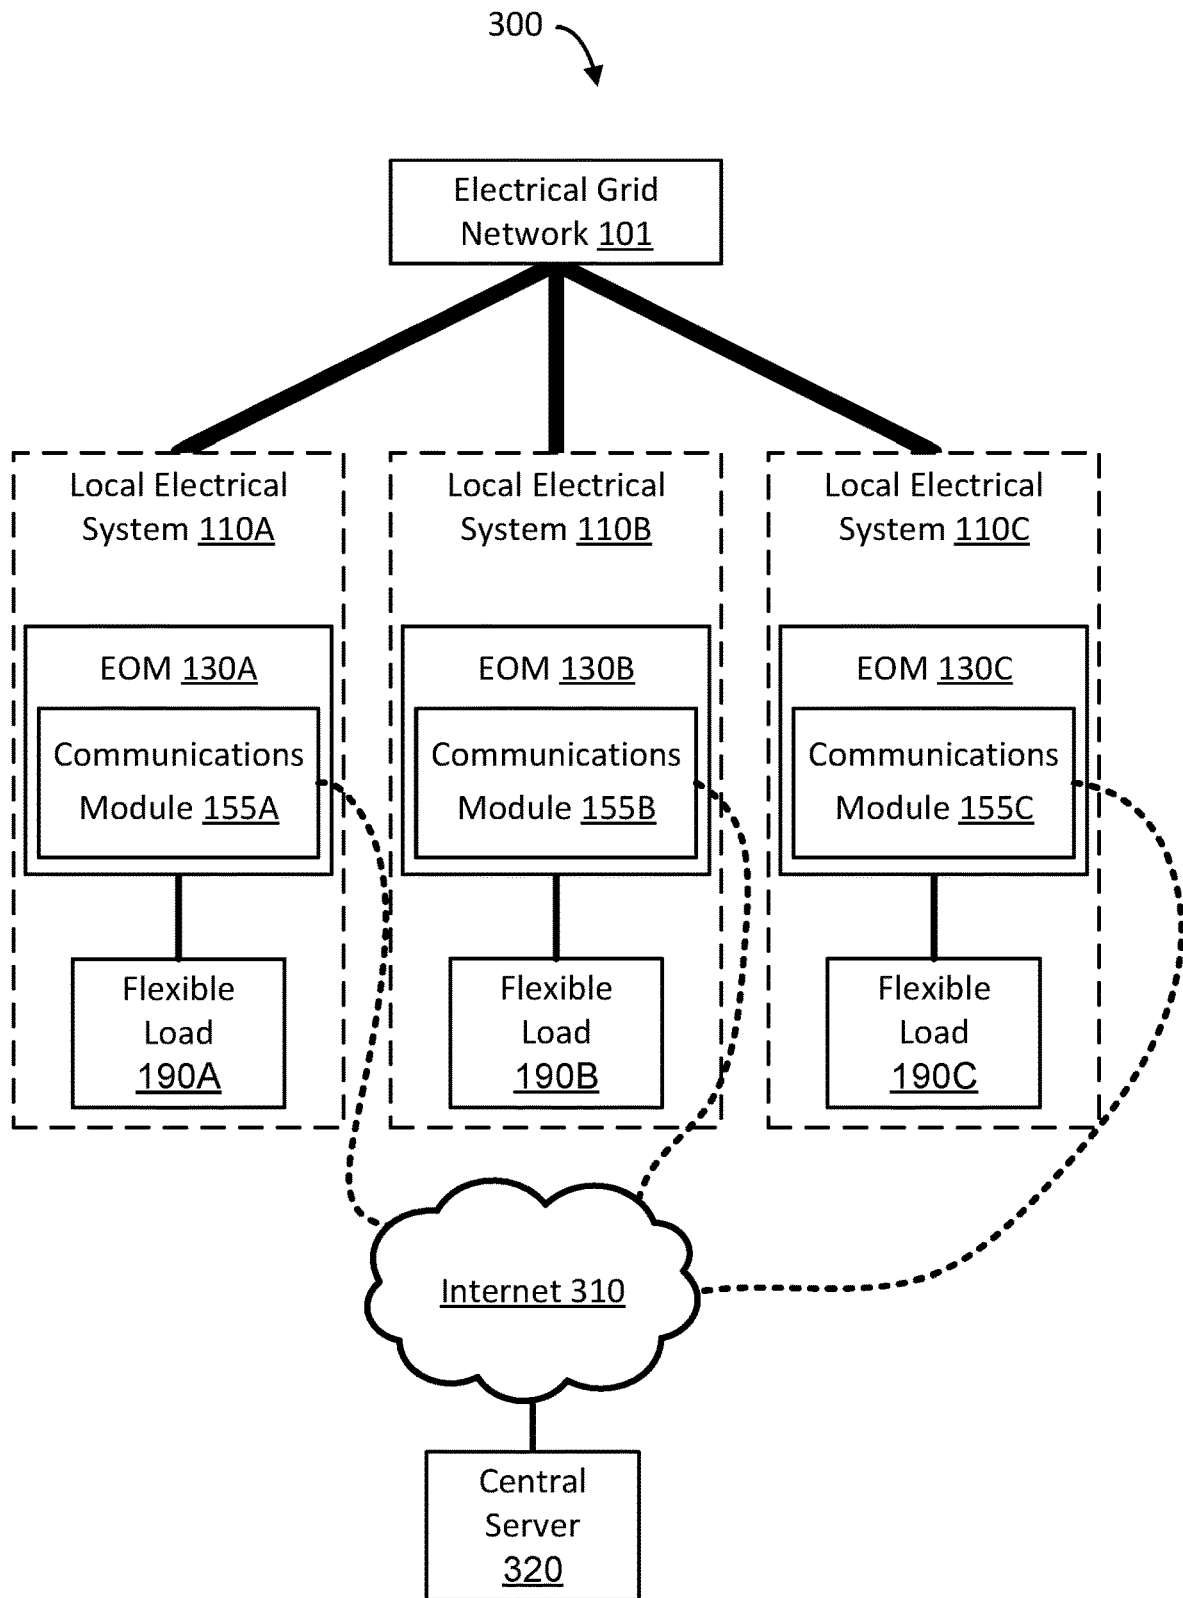 300
Electrical Grid
Network 101
Local Electrical
System 110A
Local Electrical
System 110B
Local Electrical
System 110C
EOM 130A
Communications
Module 155A
EOM 130B
Communications
Module 155B
EOM 130C
Communications
Module 155C
Flexible
Load
190A
Flexible
Load
190B
Flexible
Load
190C
Internet 310
Central
Server
320